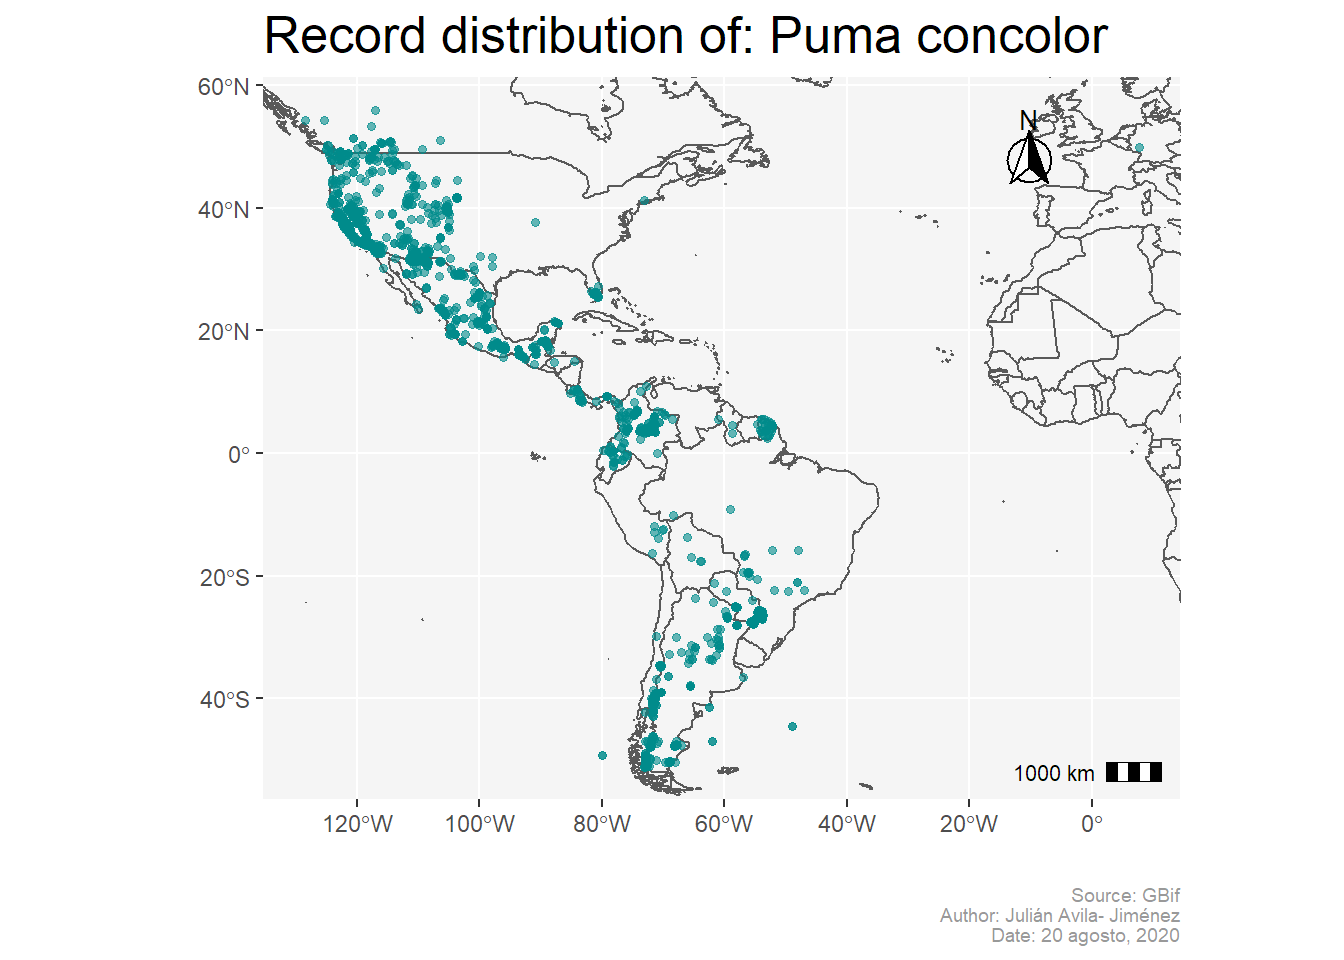 Record distribution of: Puma concolor
60°N
40°N
20°N
0°
20°S
40°S
N
1000 km
120°W
100°W
80°W
60°W
40°W
20°W
0°
Source: GBif
Author: Julián Avila- Jiménez
Date: 20 agosto, 2020